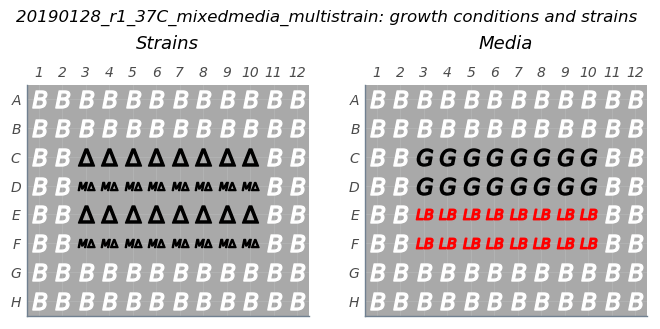 20190128_r1_37C_mixedmedia_multistrain: growth conditions and strains
Strains Media
1 2 3 4 5 6 7 8 9 10 11 12 1 2 3 4 5 6 7 8 9 10 11 12
A B B B B B B B B B B B B A B B B B B B B B B B B B
B B B B B B B B B B B B B B B B B B B B B B B B B B
C B B Δ Δ Δ Δ Δ Δ Δ Δ B B C B B G G G G G G G G B B
D B B MΔ MΔ MΔ MΔ MΔ MΔ MΔ MΔ B B D B B G G G G G G G G B B
E B B Δ Δ Δ Δ Δ Δ Δ Δ B B E B B LB LB LB LB LB LB LB LB B B
F B B MΔ MΔ MΔ MΔ MΔ MΔ MΔ MΔ B B F B B LB LB LB LB LB LB LB LB B B
G B B B B B B B B B B B B G B B B B B B B B B B B B
H B B B B B B B B B B B B H B B B B B B B B B B B B